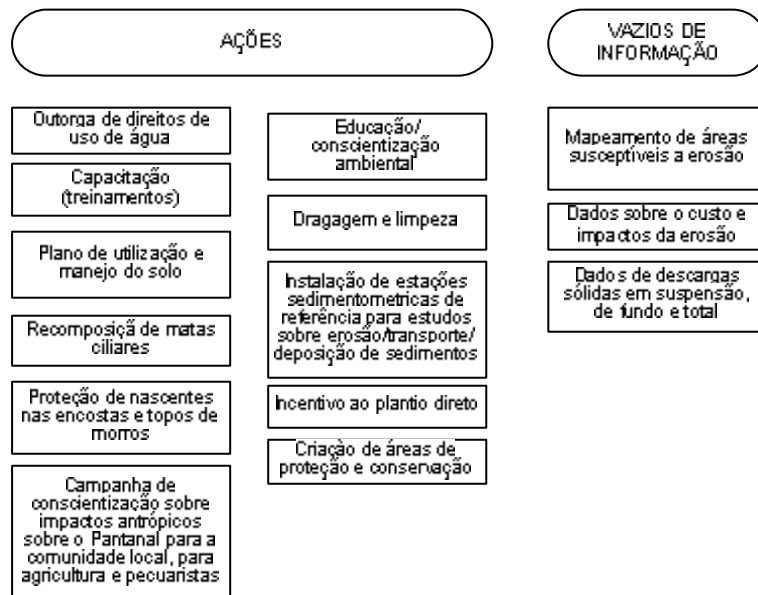 AÇÕES
Outorga de direitos de
uso de água
Capacitação
(treinamentos)
Plano de utilização e
manejo do solo
Recomposiçã de matas
ciliares
Proteção de nascentes
nas encostas e topos de
morros
Campanha de
conscientização sobre
impactos antrópicos
sobre o Pantanal para a
comunidade local, para
agricultura e pecuaristas
Educação/
conscientização
ambiental
Dragagem e limpeza
Instalação de estações
sedimentometricas de
referência para estudos
sobre erosão/transporte/
deposição de sedimentos
Incentivo ao plantio direto
Criação de áreas de
proteção e conservação
VAZIOS DE
INFORMAÇÃO
Mapeamento de áreas
susceptíveis a erosão
Dados sobre o custo e
impactos da erosão
Dados de descargas
sólidas em suspensão,
de fundo e total